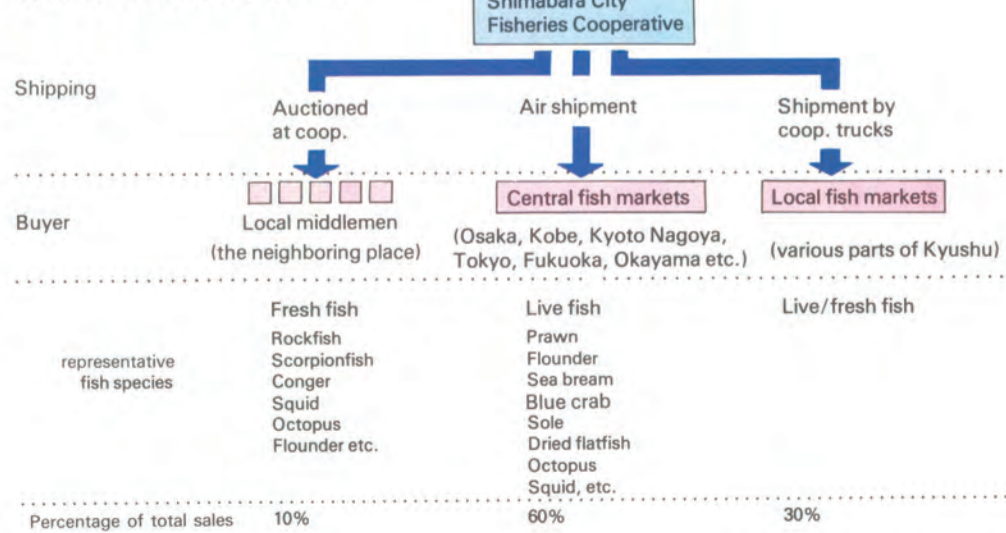 Shimabara City
Fisheries Cooperative
Shipping
Auctioned
at coop.
Air shipment
Shipment by
coop. trucks
Buyer
Local middlemen
(the neighboring place)
Central fish markets
(Osaka, Kobe, Kyoto Nagoya,
Tokyo, Fukuoka, Okayama etc.)
Local fish markets
(various parts of Kyushu)
representative
fish species
Fresh fish
Rockfish
Scorpionfish
Conger
Squid
Octopus
Flounder etc.
Live fish
Prawn
Flounder
Sea bream
Blue crab
Sole
Dried flatfish
Octopus
Squid, etc.
Live/fresh fish
Percentage of total sales
10%
60%
30%